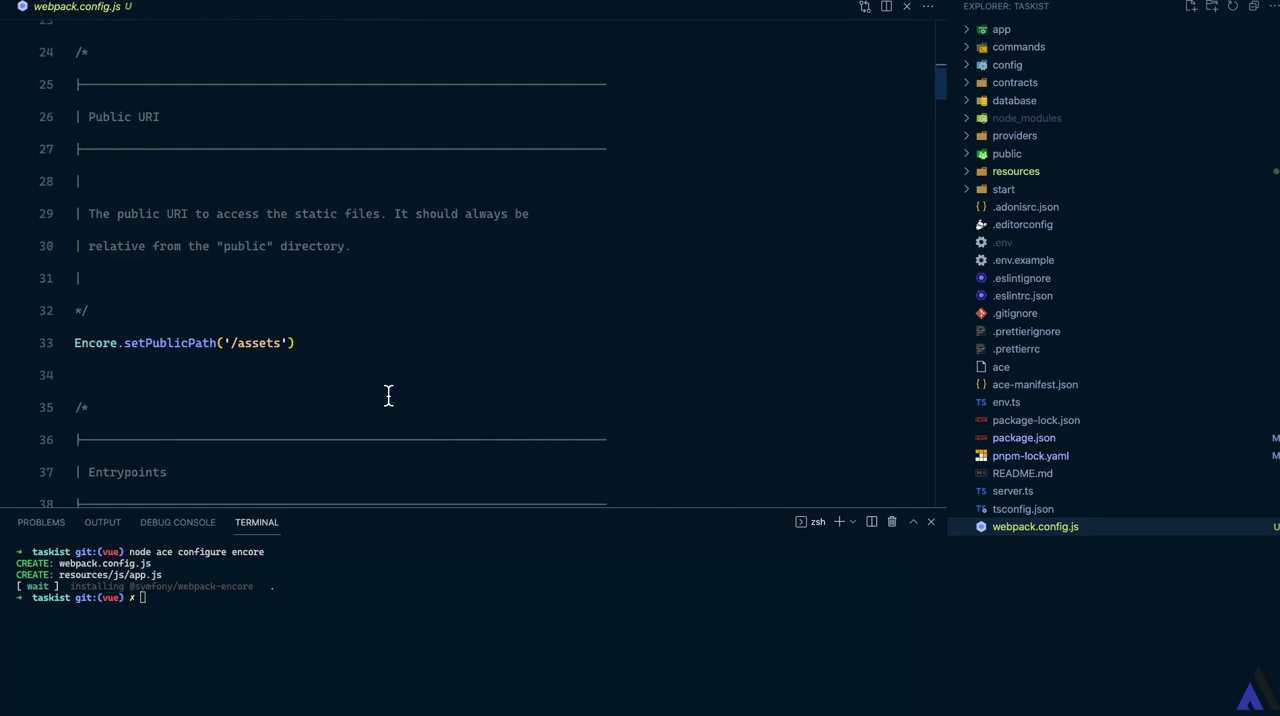 webpack.config.js U
EXPLORER: TASKIST
23
24 /*
25 |
26 | Public URI
27 |
28 |
29 | The public URI to access the static files. It should always be
30 | relative from the "public" directory.
31 |
32 */
33 Encore.setPublicPath('/assets')
34
35 /*
36 |
37 | Entrypoints
38 |
PROBLEMS OUTPUT DEBUG CONSOLE TERMINAL
zsh
→ taskist git:(vue) node ace configure encore
CREATE: webpack.config.js
CREATE: resources/js/app.js
[ wait ] installing @symfony/webpack-encore .
→ taskist git:(vue) ✗
app
commands
config
contracts
database
node_modules
providers
public
resources
start
{ } .adonisrc.json
.editorconfig
.env
.env.example
.eslintignore
.eslintrc.json
.gitignore
.prettierignore
.prettierrc
ace
{ } ace-manifest.json
TS env.ts
package-lock.json
package.json M
pnpm-lock.yaml M
README.md
TS server.ts
tsconfig.json
webpack.config.js U